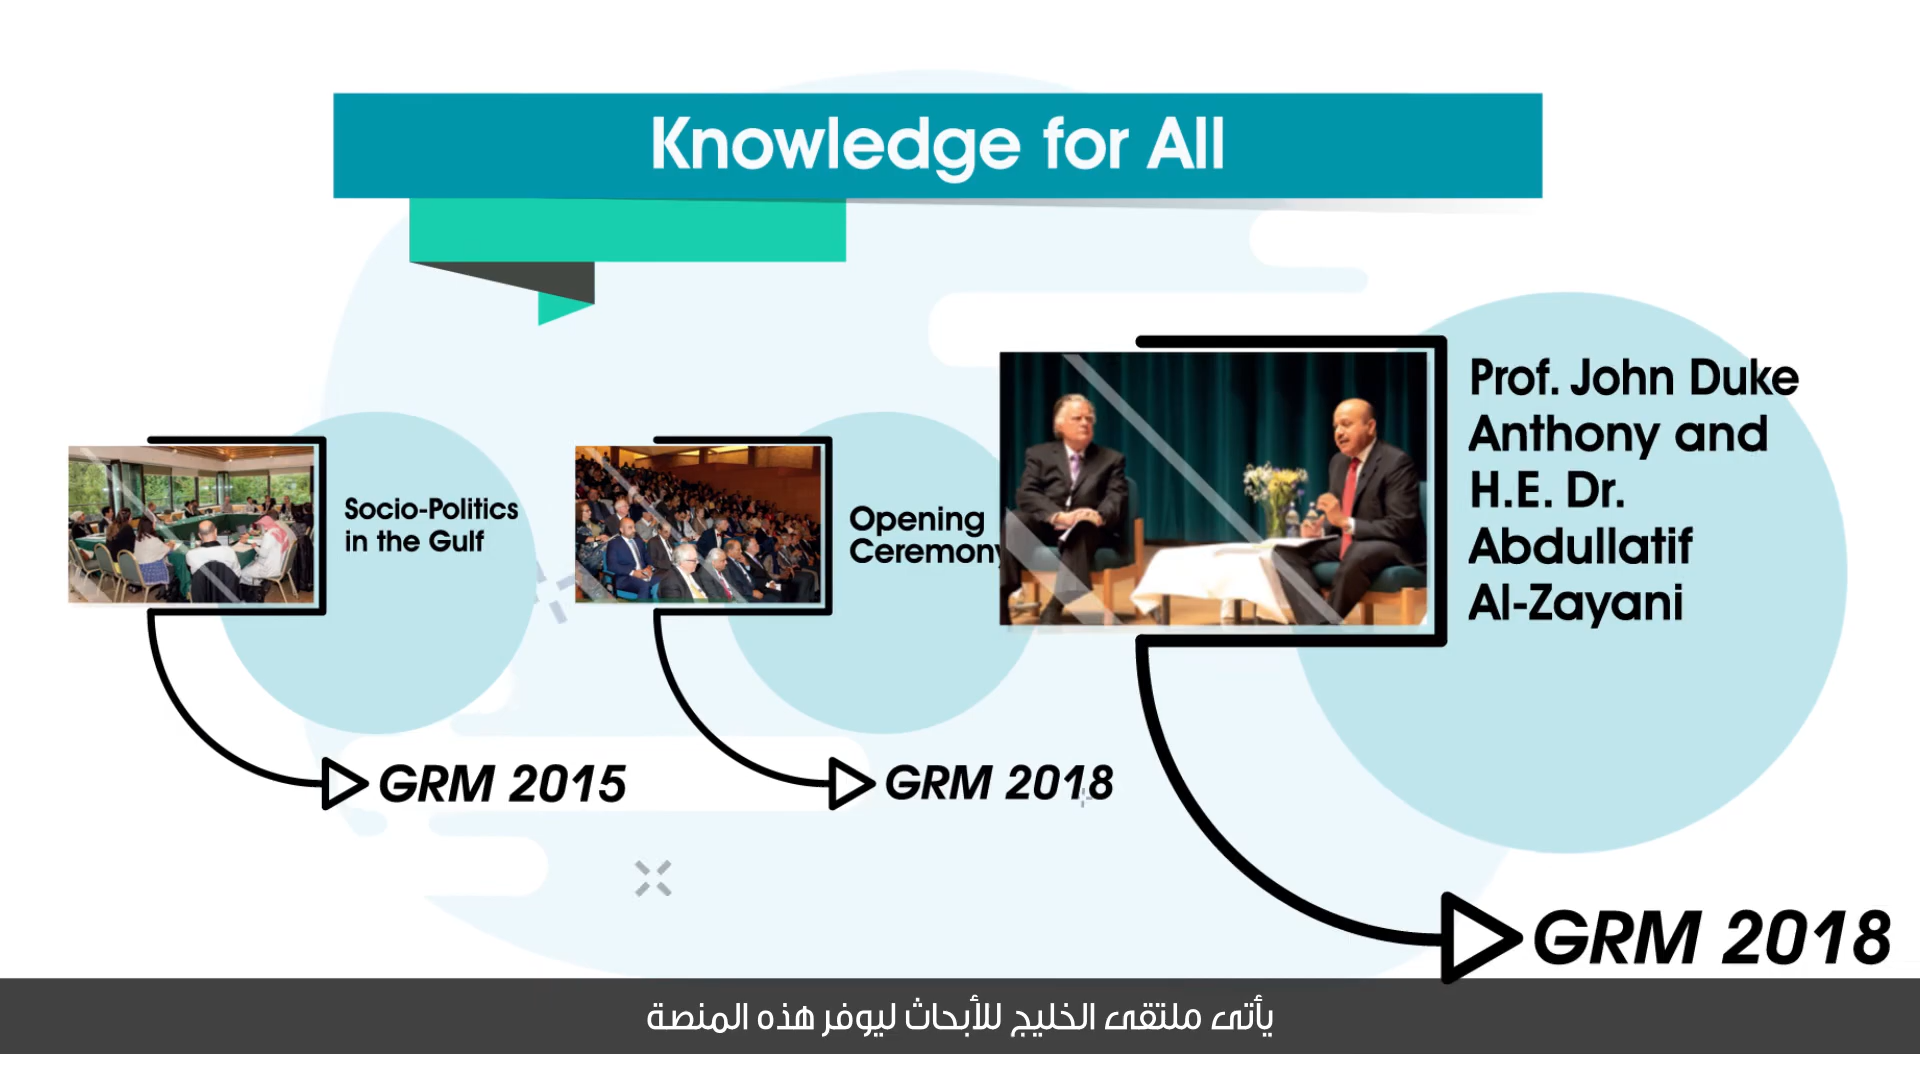 Knowledge for All
Socio-Politics
in the Gulf
GRM 2015
Opening
Ceremony
GRM 2018
Prof. John Duke
Anthony and
H.E. Dr.
Abdullatif
Al-Zayani
GRM 2018
يأتى ملتقى الخليج للأبحاث ليوفر هذه المنصة